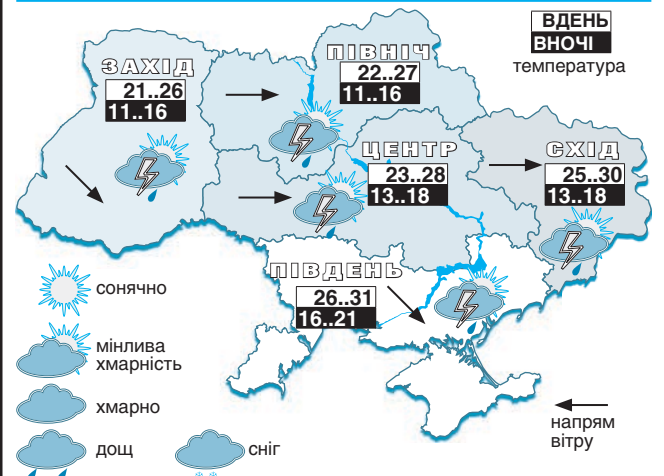 ВДЕНЬ
ВНОЧІ
температура
ПІВНІЧ
22..27
11..16
ЗАХІД
21..26
11..16
ЦЕНТР
23..28
13..18
СХІД
25..30
13..18
ПІВДЕНЬ
26..31
16..21
сонячно
мінлива
хмарність
хмарно
дощ
сніг
напрям
вітру